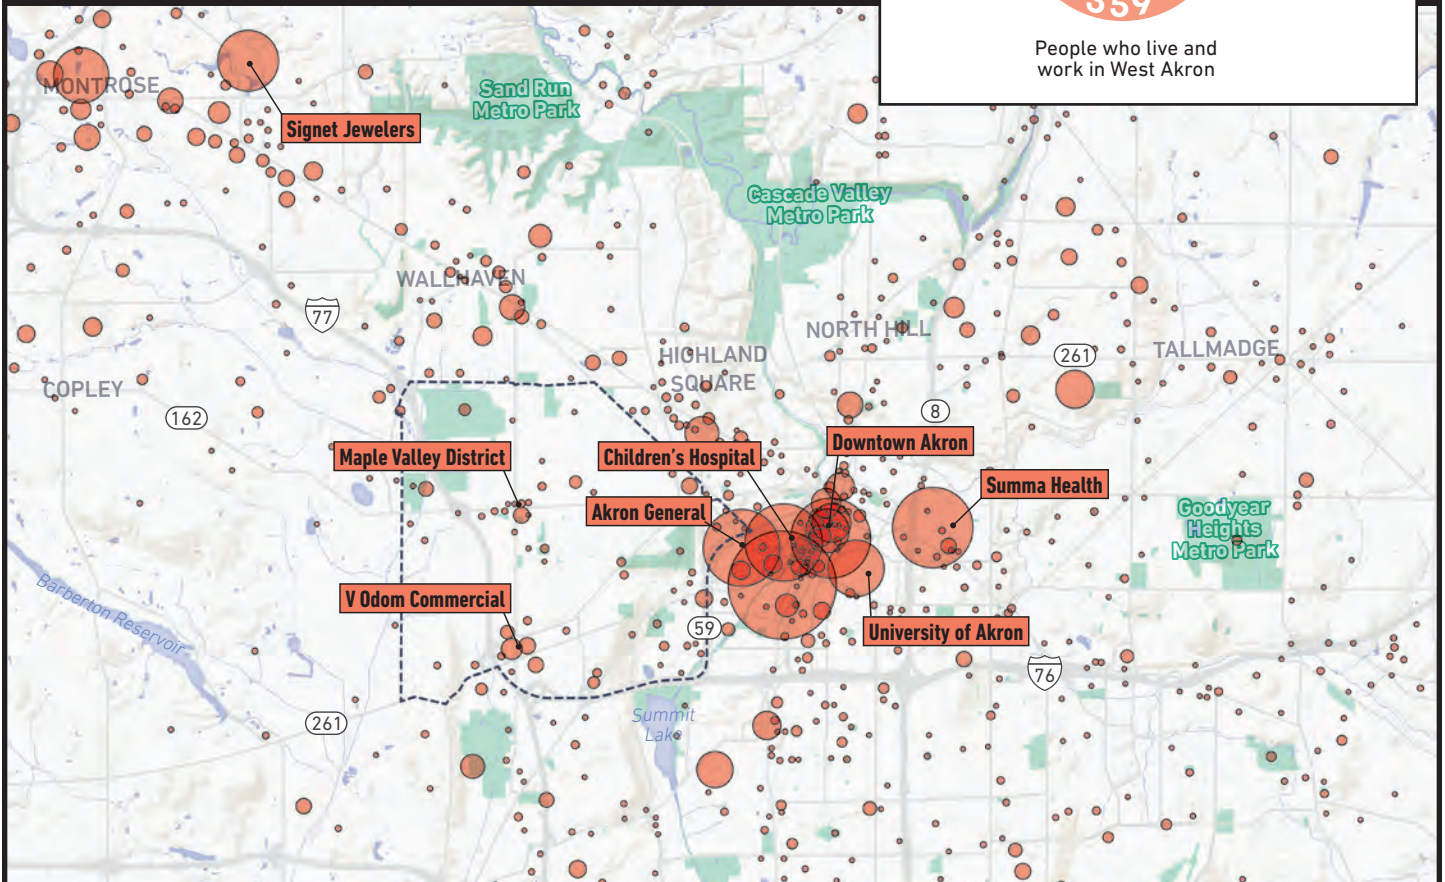 359
People who live and
work in West Akron
Sand Run
Metro Park
MONTROSE
Signet Jewelers
Cascade Valley
Metro Park
WALLHAVEN
77
NORTH HILL
HIGHLAND
SQUARE
261
TALLMADGE
COPLEY
162
8
Downtown Akron
Maple Valley District
Children's Hospital
Summa Health
Akron General
Goodyear
Heights
Metro Park
Barberton Reservoir
V Odom Commercial
59
University of Akron
76
261
Summit
Lake